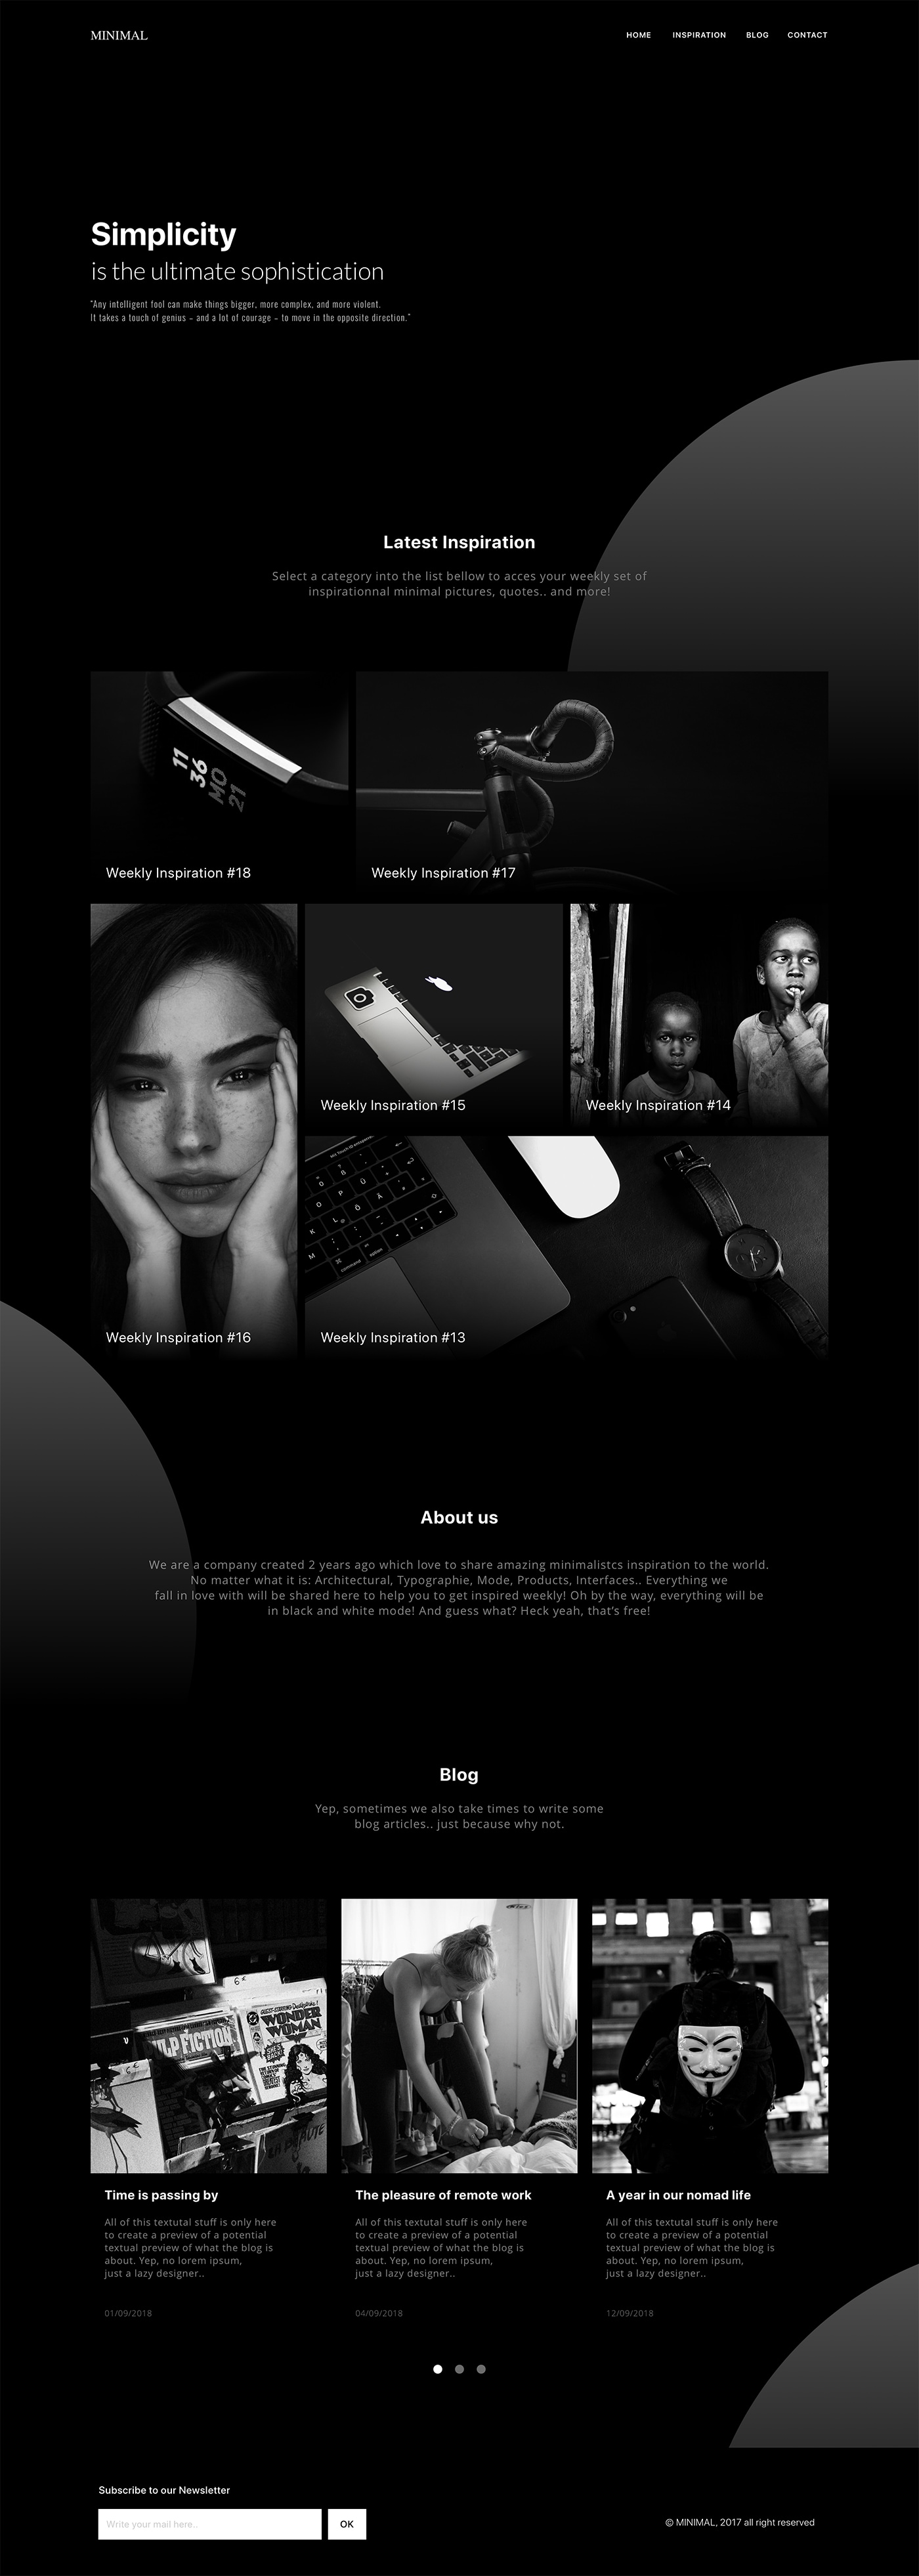 MINIMAL
HOME INSPIRATION BLOG CONTACT
Simplicity
is the ultimate sophistication
"Any intelligent fool can make things bigger, more complex, and more violent.
It takes a touch of genius – and a lot of courage – to move in the opposite direction."
Latest Inspiration
Select a category into the list bellow to acces your weekly set of
inspirationnal minimal pictures, quotes.. and more!
11
36
MO
21
Weekly Inspiration #18
Weekly Inspiration #17
Weekly Inspiration #16
Weekly Inspiration #15
Weekly Inspiration #14
command option
Weekly Inspiration #13
About us
We are a company created 2 years ago which love to share amazing minimalistcs inspiration to the world.
No matter what it is: Architectural, Typographie, Mode, Products, Interfaces.. Everything we
fall in love with will be shared here to help you to get inspired weekly! Oh by the way, everything will be
in black and white mode! And guess what? Heck yeah, that's free!
Blog
Yep, sometimes we also take times to write some
blog articles.. just because why not.
6€
PULP FICTION
WONDER
WOMAN
Time is passing by
All of this textutal stuff is only here
to create a preview of a potential
textual preview of what the blog is
about. Yep, no lorem ipsum,
just a lazy designer..
01/09/2018
The pleasure of remote work
All of this textutal stuff is only here
to create a preview of a potential
textual preview of what the blog is
about. Yep, no lorem ipsum,
just a lazy designer..
04/09/2018
A year in our nomad life
All of this textutal stuff is only here
to create a preview of a potential
textual preview of what the blog is
about. Yep, no lorem ipsum,
just a lazy designer..
12/09/2018
Subscribe to our Newsletter
Write your mail here..
OK
© MINIMAL, 2017 all right reserved